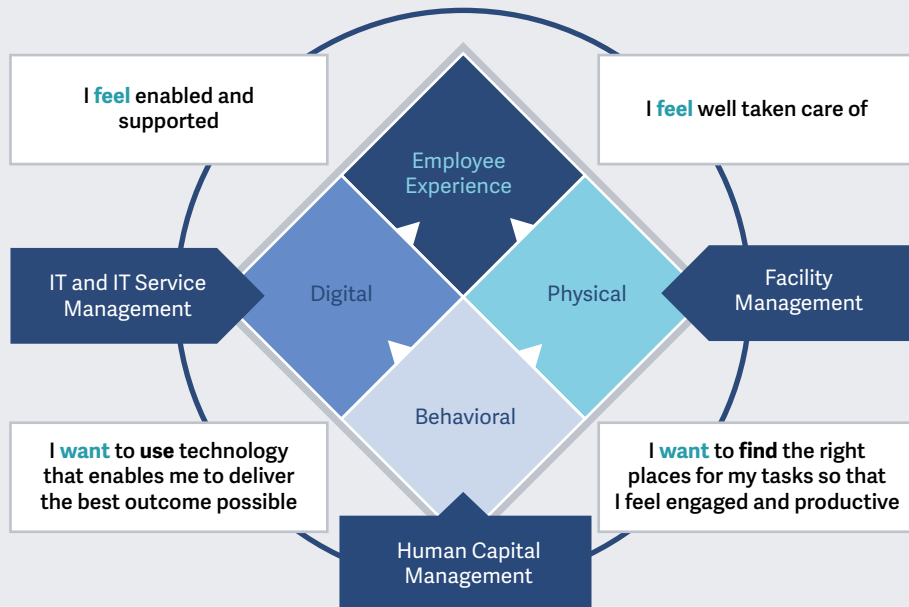 I feel enabled and
supported
I feel well taken care of
Employee
Experience
IT and IT Service
Management
Digital
Physical
Facility
Management
Behavioral
I want to use technology
that enables me to deliver
the best outcome possible
I want to find the right
places for my tasks so that
I feel engaged and productive
Human Capital
Management